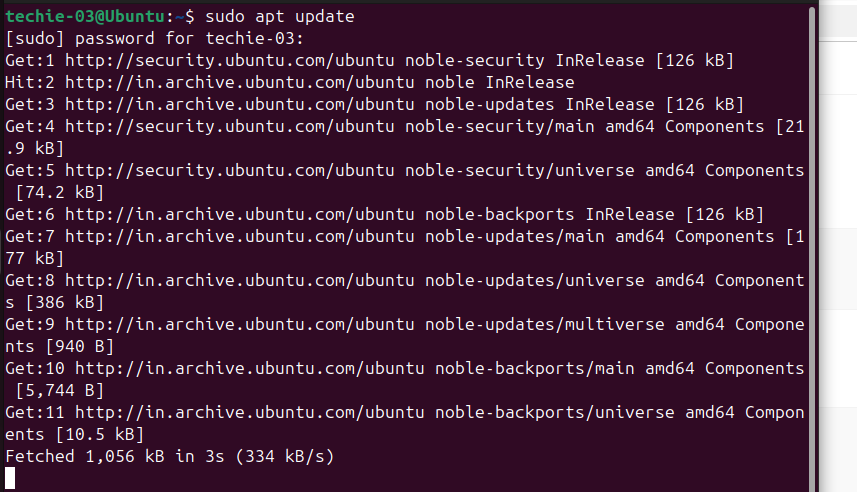 techie-03@Ubuntu:~$ sudo apt update
[sudo] password for techie-03:
Get:1 http://security.ubuntu.com/ubuntu noble-security InRelease [126 kB]
Hit:2 http://in.archive.ubuntu.com/ubuntu noble InRelease
Get:3 http://in.archive.ubuntu.com/ubuntu noble-updates InRelease [126 kB]
Get:4 http://security.ubuntu.com/ubuntu noble-security/main amd64 Components [21
.9 kB]
Get:5 http://security.ubuntu.com/ubuntu noble-security/universe amd64 Components
 [74.2 kB]
Get:6 http://in.archive.ubuntu.com/ubuntu noble-backports InRelease [126 kB]
Get:7 http://in.archive.ubuntu.com/ubuntu noble-updates/main amd64 Components [1
77 kB]
Get:8 http://in.archive.ubuntu.com/ubuntu noble-updates/universe amd64 Component
s [386 kB]
Get:9 http://in.archive.ubuntu.com/ubuntu noble-updates/multiverse amd64 Compone
nts [940 B]
Get:10 http://in.archive.ubuntu.com/ubuntu noble-backports/main amd64 Components
 [5,744 B]
Get:11 http://in.archive.ubuntu.com/ubuntu noble-backports/universe amd64 Compon
ents [10.5 kB]
Fetched 1,056 kB in 3s (334 kB/s)